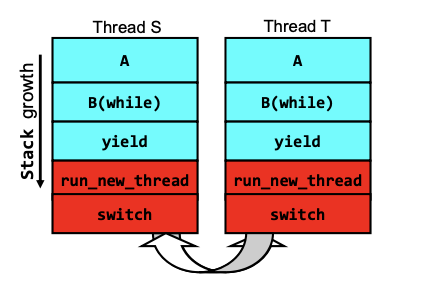 Thread S
Thread T
Stack growth
A
A
B(while)
B(while)
yield
yield
run_new_thread
run_new_thread
switch
switch